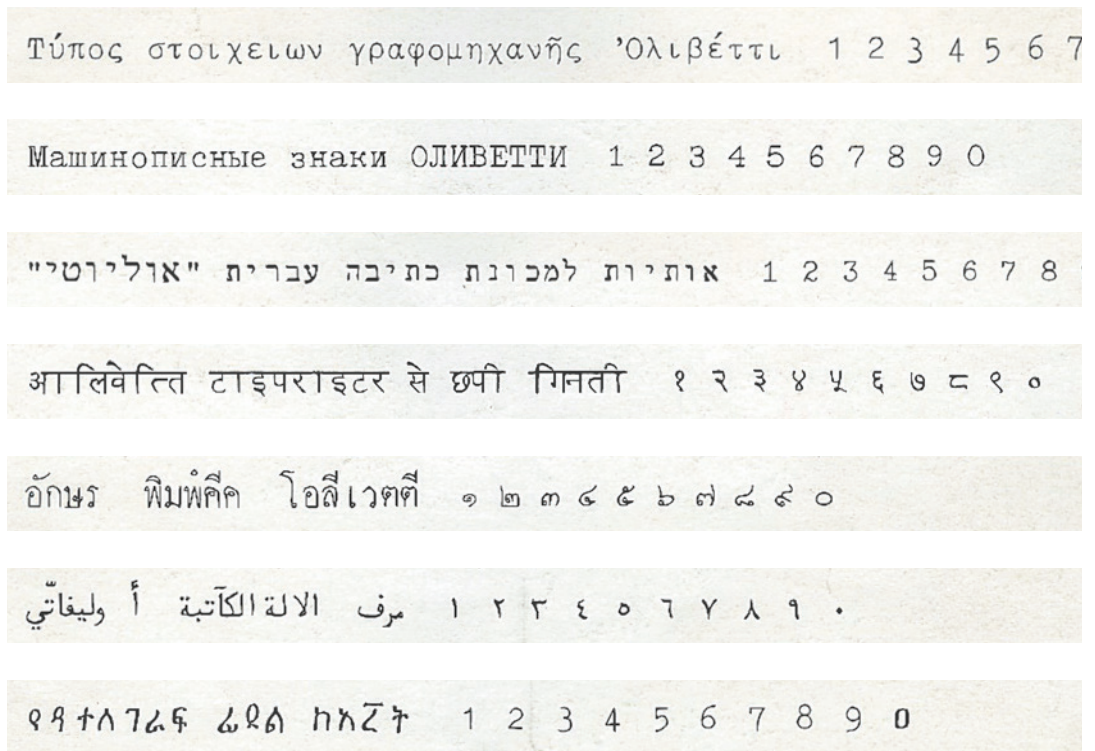 Τύπος στοιχειων γραφομηχανῆς 'Ολιβέττι 1 2 3 4 5 6 7
Машинописные знаки ОЛИВЕТТИ 1 2 3 4 5 6 7 8 9 0
אותיות למכונת כתיבה עברית "אוליוטי" 1 2 3 4 5 6 7 8
आलिवेत्ति टाइपराइटर से छपी गिनती १ २ ३ ४ ५ ६ ७ ८ ९ ०
อักษร พิมพ์ดีด โอลีเวตตี ๑ ๒ ๓ ๔ ๕ ๖ ๗ ๘ ๙ ๐
مرف الالة الكآتبة أ وليفاتّي ١ ٢ ٣ ٤ ٥ ٦ ٧ ٨ ٩ ٠
ፊደል 1 2 3 4 5 6 7 8 9 0